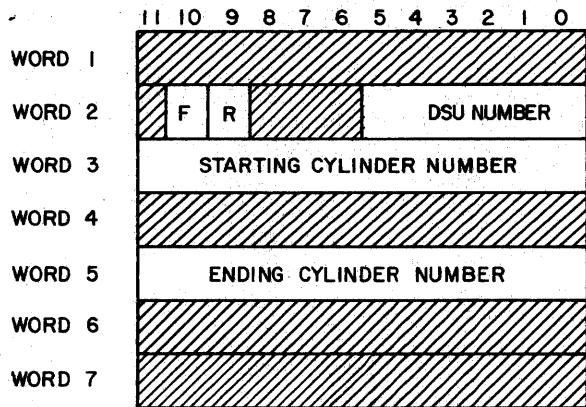 11 10 9 8 7 6 5 4 3 2 1 0
WORD 1
WORD 2 F R DSU NUMBER
WORD 3 STARTING CYLINDER NUMBER
WORD 4
WORD 5 ENDING CYLINDER NUMBER
WORD 6
WORD 7